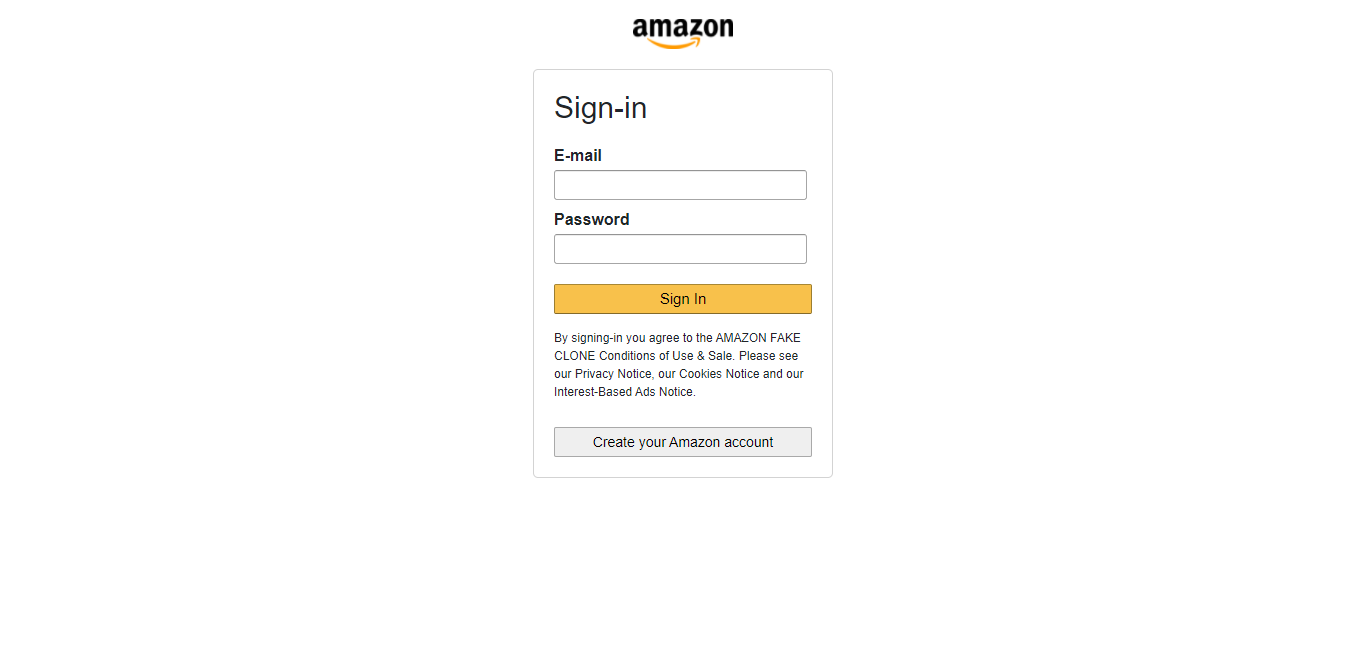 amazon
Sign-in
E-mail
Password
Sign In
By signing-in you agree to the AMAZON FAKE
CLONE Conditions of Use & Sale. Please see
our Privacy Notice, our Cookies Notice and our
Interest-Based Ads Notice.
Create your Amazon account